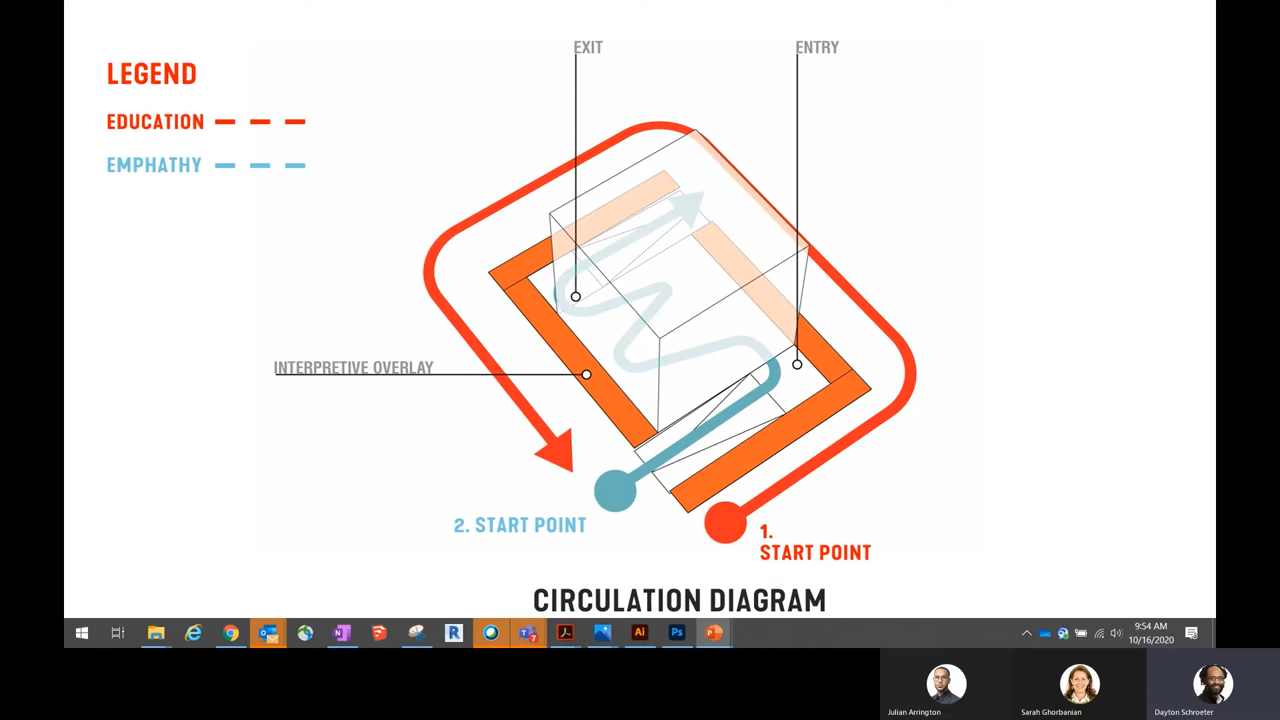 EXIT
ENTRY
LEGEND
EDUCATION
EMPHATHY
INTERPRETIVE OVERLAY
2. START POINT
1.
START POINT
CIRCULATION DIAGRAM
9:54 AM
10/16/2020
Julian Arrington
Sarah Ghorbanian
Dayton Schroeter